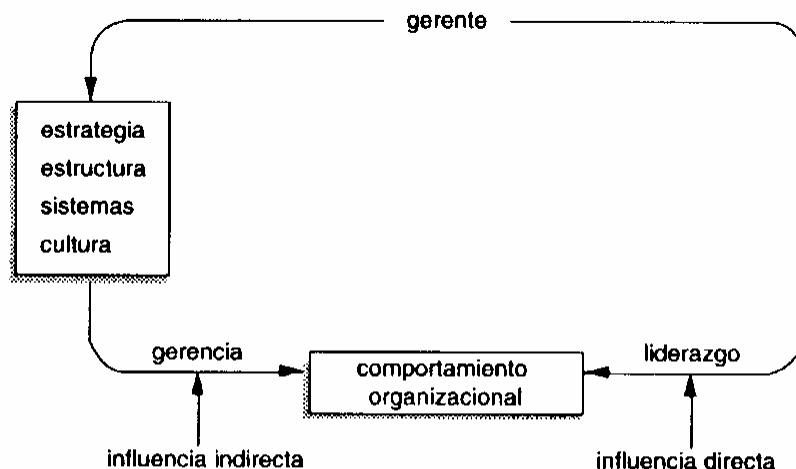 gerente
estrategia
estructura
sistemas
cultura
gerencia
liderazgo
comportamiento
organizacional
influencia indirecta
influencia directa